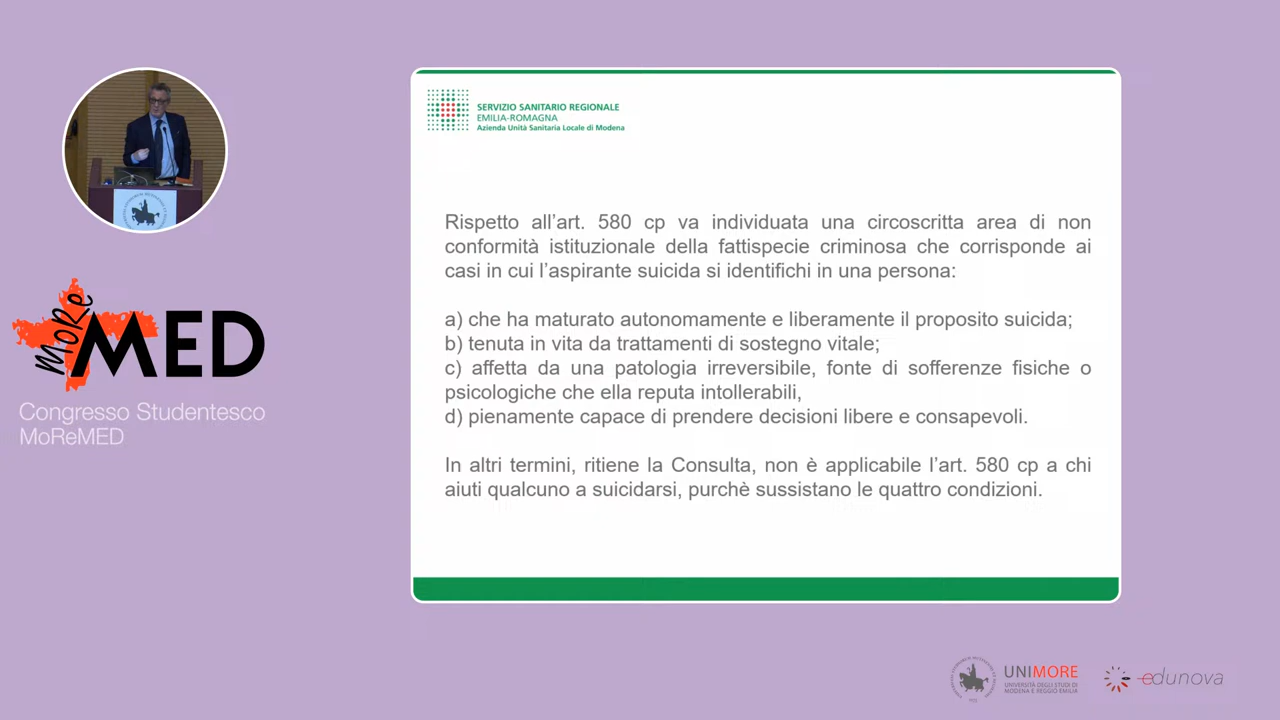 SERVIZIO SANITARIO REGIONALE
EMILIA-ROMAGNA
Azienda Unità Sanitaria Locale di Modena
Rispetto all'art. 580 cp va individuata una circoscritta area di non
conformità istituzionale della fattispecie criminosa che corrisponde ai
casi in cui l'aspirante suicida si identifichi in una persona:
a) che ha maturato autonomamente e liberamente il proposito suicida;
b) tenuta in vita da trattamenti di sostegno vitale;
c) affetta da una patologia irreversibile, fonte di sofferenze fisiche o
psicologiche che ella reputa intollerabili,
d) pienamente capace di prendere decisioni libere e consapevoli.
In altri termini, ritiene la Consulta, non è applicabile l'art. 580 cp a chi
aiuti qualcuno a suicidarsi, purchè sussistano le quattro condizioni.
MoRe
MED
Congresso Studentesco
MoReMED
UNIMORE
UNIVERSITÀ DEGLI STUDI DI
MODENA E REGGIO EMILIA
edunova